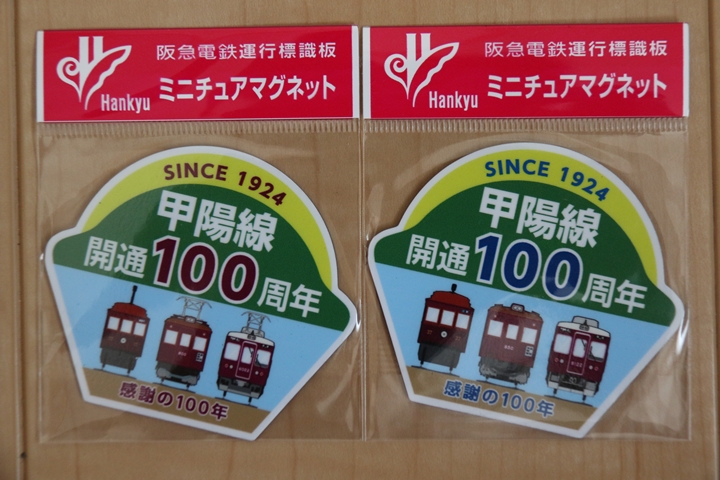 阪急電鉄運行標識板
Hankyu ミニチュアマグネット
SINCE 1924
甲陽線
開通100周年
感謝の100年
阪急電鉄運行標識板
Hankyu ミニチュアマグネット
SINCE 1924
甲陽線
開通100周年
感謝の100年